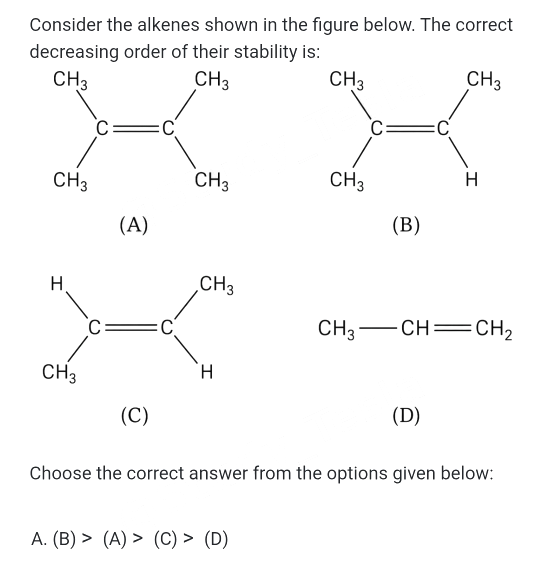 Consider the alkenes shown in the figure below. The correct
decreasing order of their stability is:
CH₃ CH₃ CH₃ CH₃
C=C C=C
CH₃ CH₃ CH₃ H
(A) (B)
H CH₃
C=C CH₃—CH=CH₂
CH₃ H
(C) (D)
Choose the correct answer from the options given below:
A. (B) > (A) > (C) > (D)